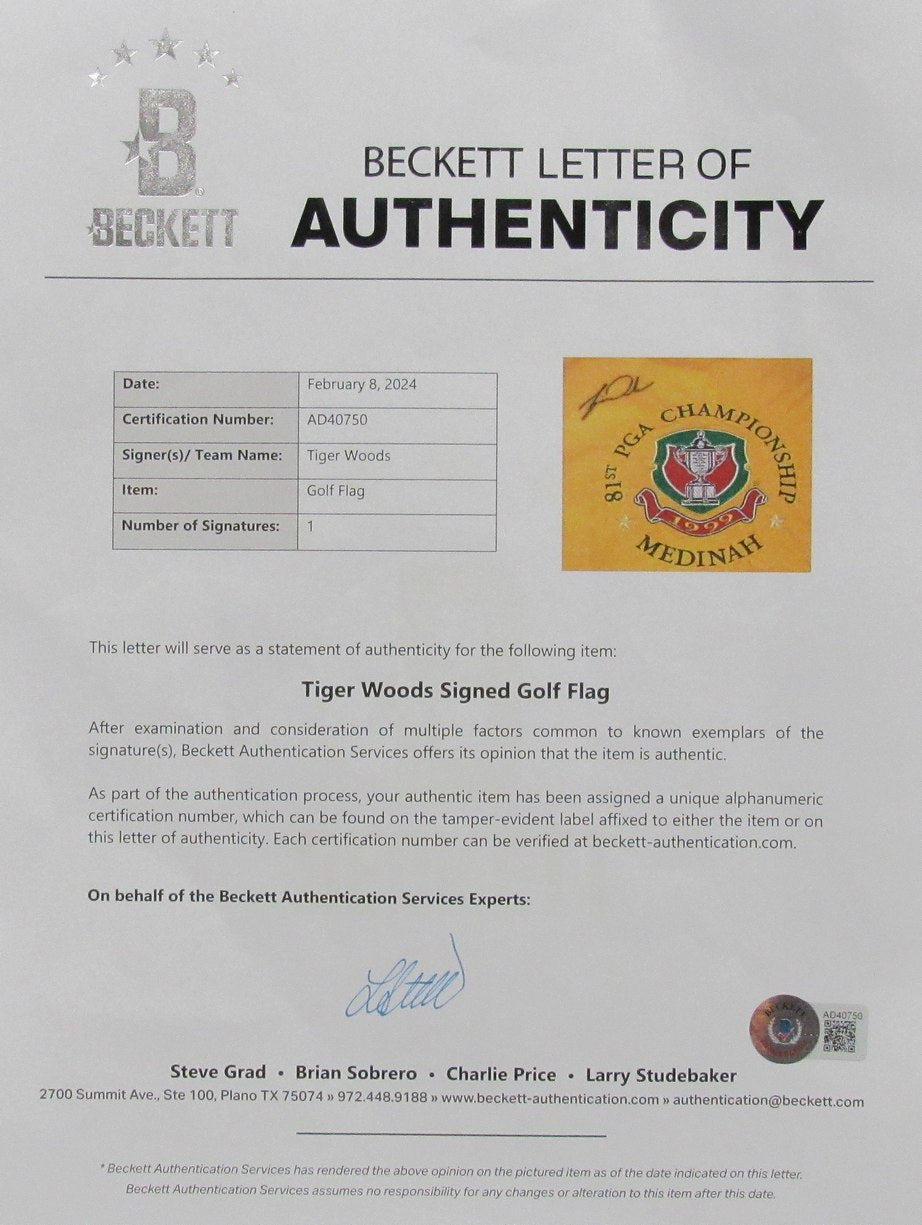 BECKETT
BECKETT LETTER OF
AUTHENTICITY
Date: February 8, 2024
Certification Number: AD40750
Signer(s)/ Team Name: Tiger Woods
Item: Golf Flag
Number of Signatures: 1
81ST PGA CHAMPIONSHIP
1999
MEDINAH
This letter will serve as a statement of authenticity for the following item:
Tiger Woods Signed Golf Flag
After examination and consideration of multiple factors common to known exemplars of the
signature(s), Beckett Authentication Services offers its opinion that the item is authentic.
As part of the authentication process, your authentic item has been assigned a unique alphanumeric
certification number, which can be found on the tamper-evident label affixed to either the item or on
this letter of authenticity. Each certification number can be verified at beckett-authentication.com.
On behalf of the Beckett Authentication Services Experts:
BECKETT
AD40750
Steve Grad • Brian Sobrero • Charlie Price • Larry Studebaker
2700 Summit Ave., Ste 100, Plano TX 75074 » 972.448.9188 » www.beckett-authentication.com » authentication@beckett.com
* Beckett Authentication Services has rendered the above opinion on the pictured item as of the date indicated on this letter.
Beckett Authentication Services assumes no responsibility for any changes or alteration to this item after this date.